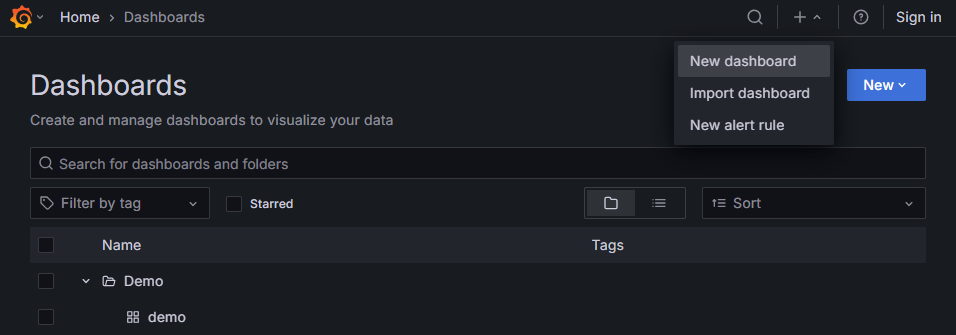 Home › Dashboards
Sign in
New dashboard
Import dashboard
New alert rule
Dashboards
New
Create and manage dashboards to visualize your data
Search for dashboards and folders
Filter by tag
Starred
Sort
Name Tags
Demo
demo